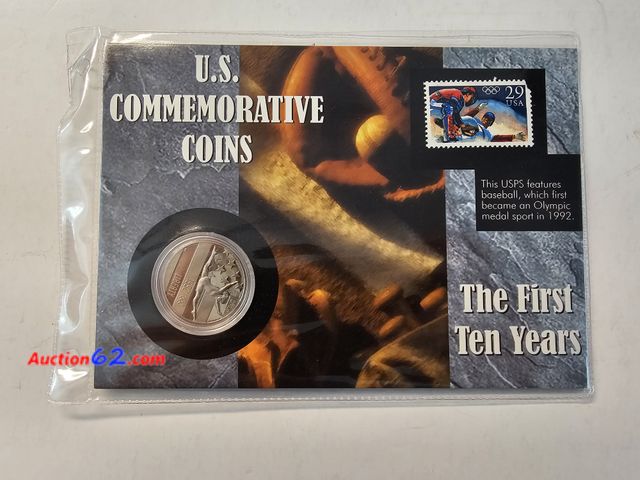 U.S.
COMMEMORATIVE
COINS
29
USA
This USPS features
baseball, which first
became an Olympic
medal sport in 1992.
LIBERTY
The First
Ten Years
Auction62.com